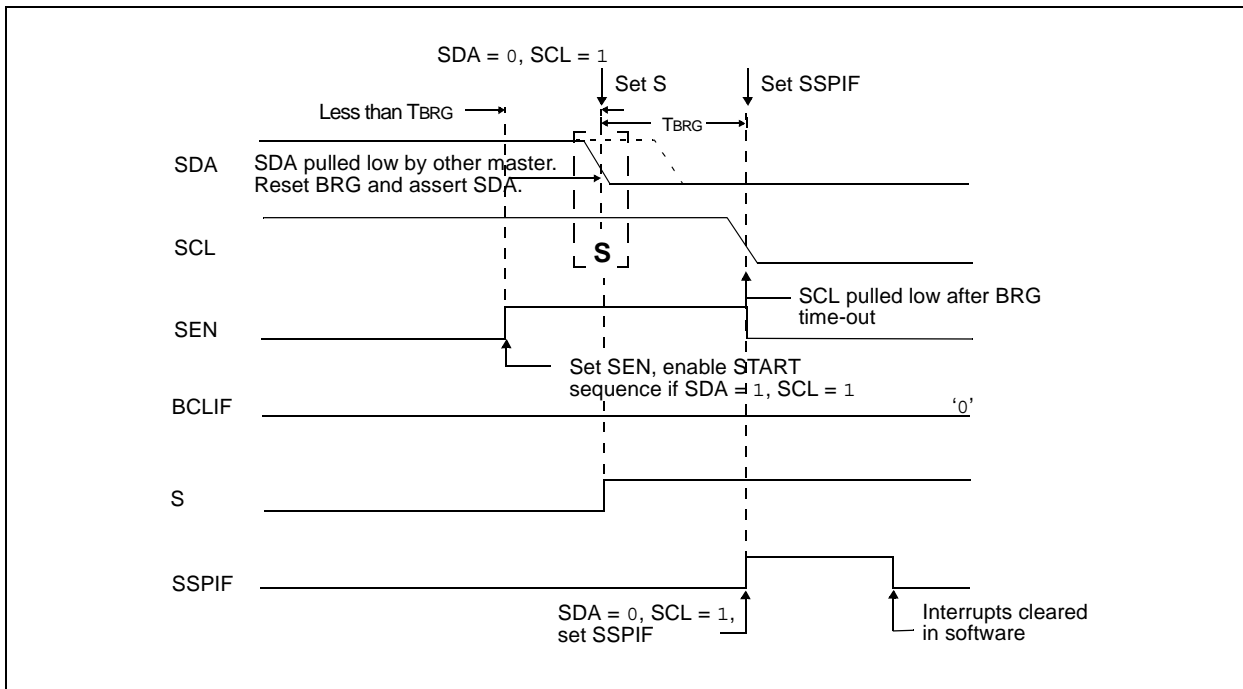 SDA = 0, SCL = 1
Set S
Set SSPIF
Less than TBRG
TBRG
SDA
SDA pulled low by other master.
Reset BRG and assert SDA.
SCL
S
SCL pulled low after BRG
time-out
SEN
Set SEN, enable START
sequence if SDA = 1, SCL = 1
BCLIF
‘0’
S
SSPIF
SDA = 0, SCL = 1,
set SSPIF
Interrupts cleared
in software